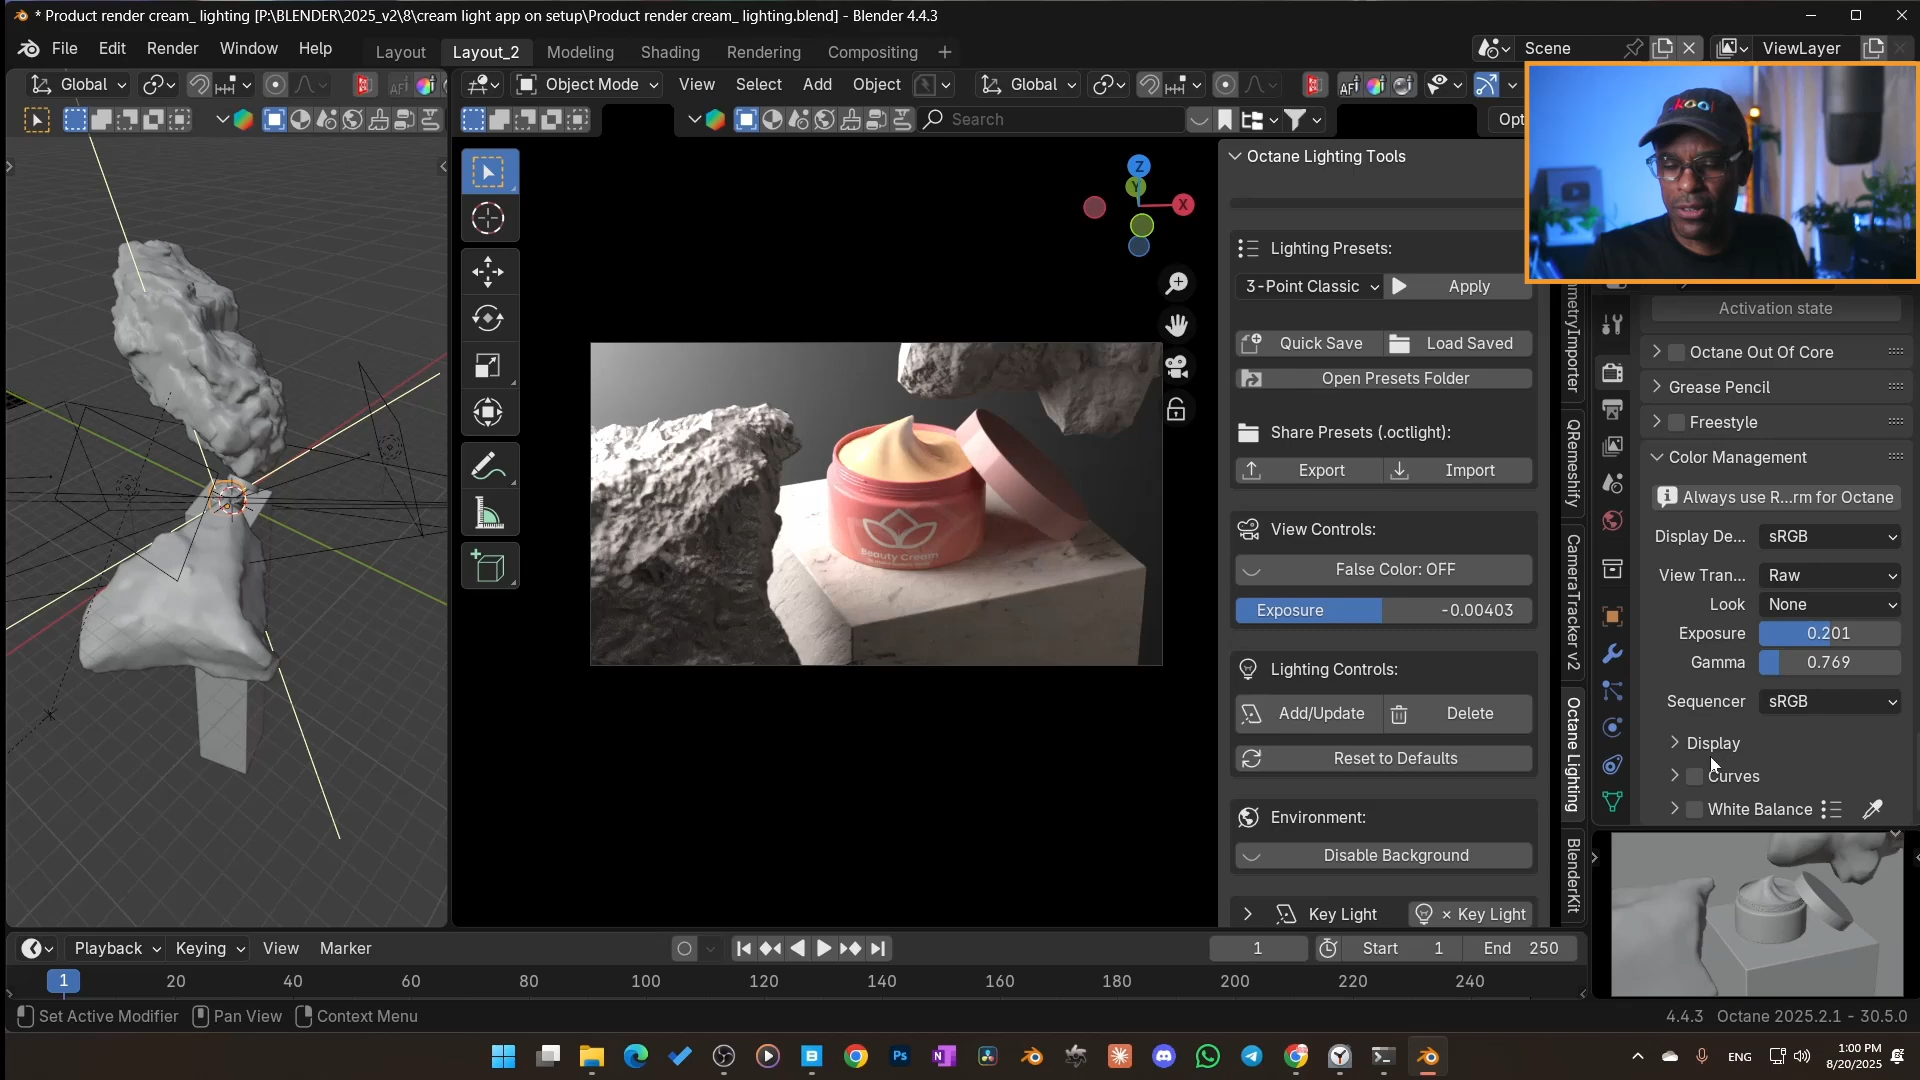 * Product render cream_ lighting [P:\BLENDER\2025_v2\8\cream light app on setup\Product render cream_ lighting.blend] - Blender 4.4.3
File Edit Render Window Help Layout Layout_2 Modeling Shading Rendering Compositing + Scene ViewLayer
Global Object Mode View Select Add Object Global
Search Opt
Octane Lighting Tools
Z
Y
X
Lighting Presets:
3-Point Classic Apply
Quick Save Load Saved
Open Presets Folder
Share Presets (.octlight):
Export Import
View Controls:
False Color: OFF
Exposure -0.00403
Lighting Controls:
Add/Update Delete
Reset to Defaults
Environment:
Disable Background
Key Light × Key Light
Beauty Cream
metryImporter
QRemeshify
CameraTracker v2
Octane Lighting
BlenderKit
Activation state
Octane Out Of Core
Grease Pencil
Freestyle
Color Management
Always use R...rm for Octane
Display De... sRGB
View Tran... Raw
Look None
Exposure 0.201
Gamma 0.769
Sequencer sRGB
Display
Curves
White Balance
Playback Keying View Marker 1 Start 1 End 250
1 20 40 60 80 100 120 140 160 180 200 220 240
Set Active Modifier Pan View Context Menu 4.4.3 Octane 2025.2.1 - 30.5.0
ENG 1:00 PM
8/20/2025